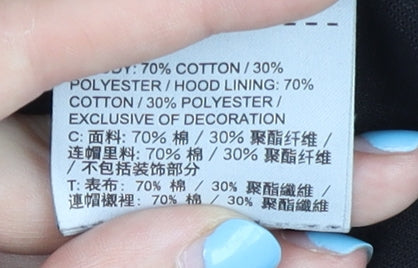 BODY: 70% COTTON / 30%
POLYESTER / HOOD LINING: 70%
COTTON / 30% POLYESTER /
EXCLUSIVE OF DECORATION
C: 面料: 70% 棉 / 30% 聚酯纤维 /
连帽里料: 70% 棉 / 30% 聚酯纤维
/ 不包括装饰部分
T: 表布: 70% 棉 / 30% 聚酯纖維 /
連帽襯裡: 70% 棉 / 30% 聚酯纖維